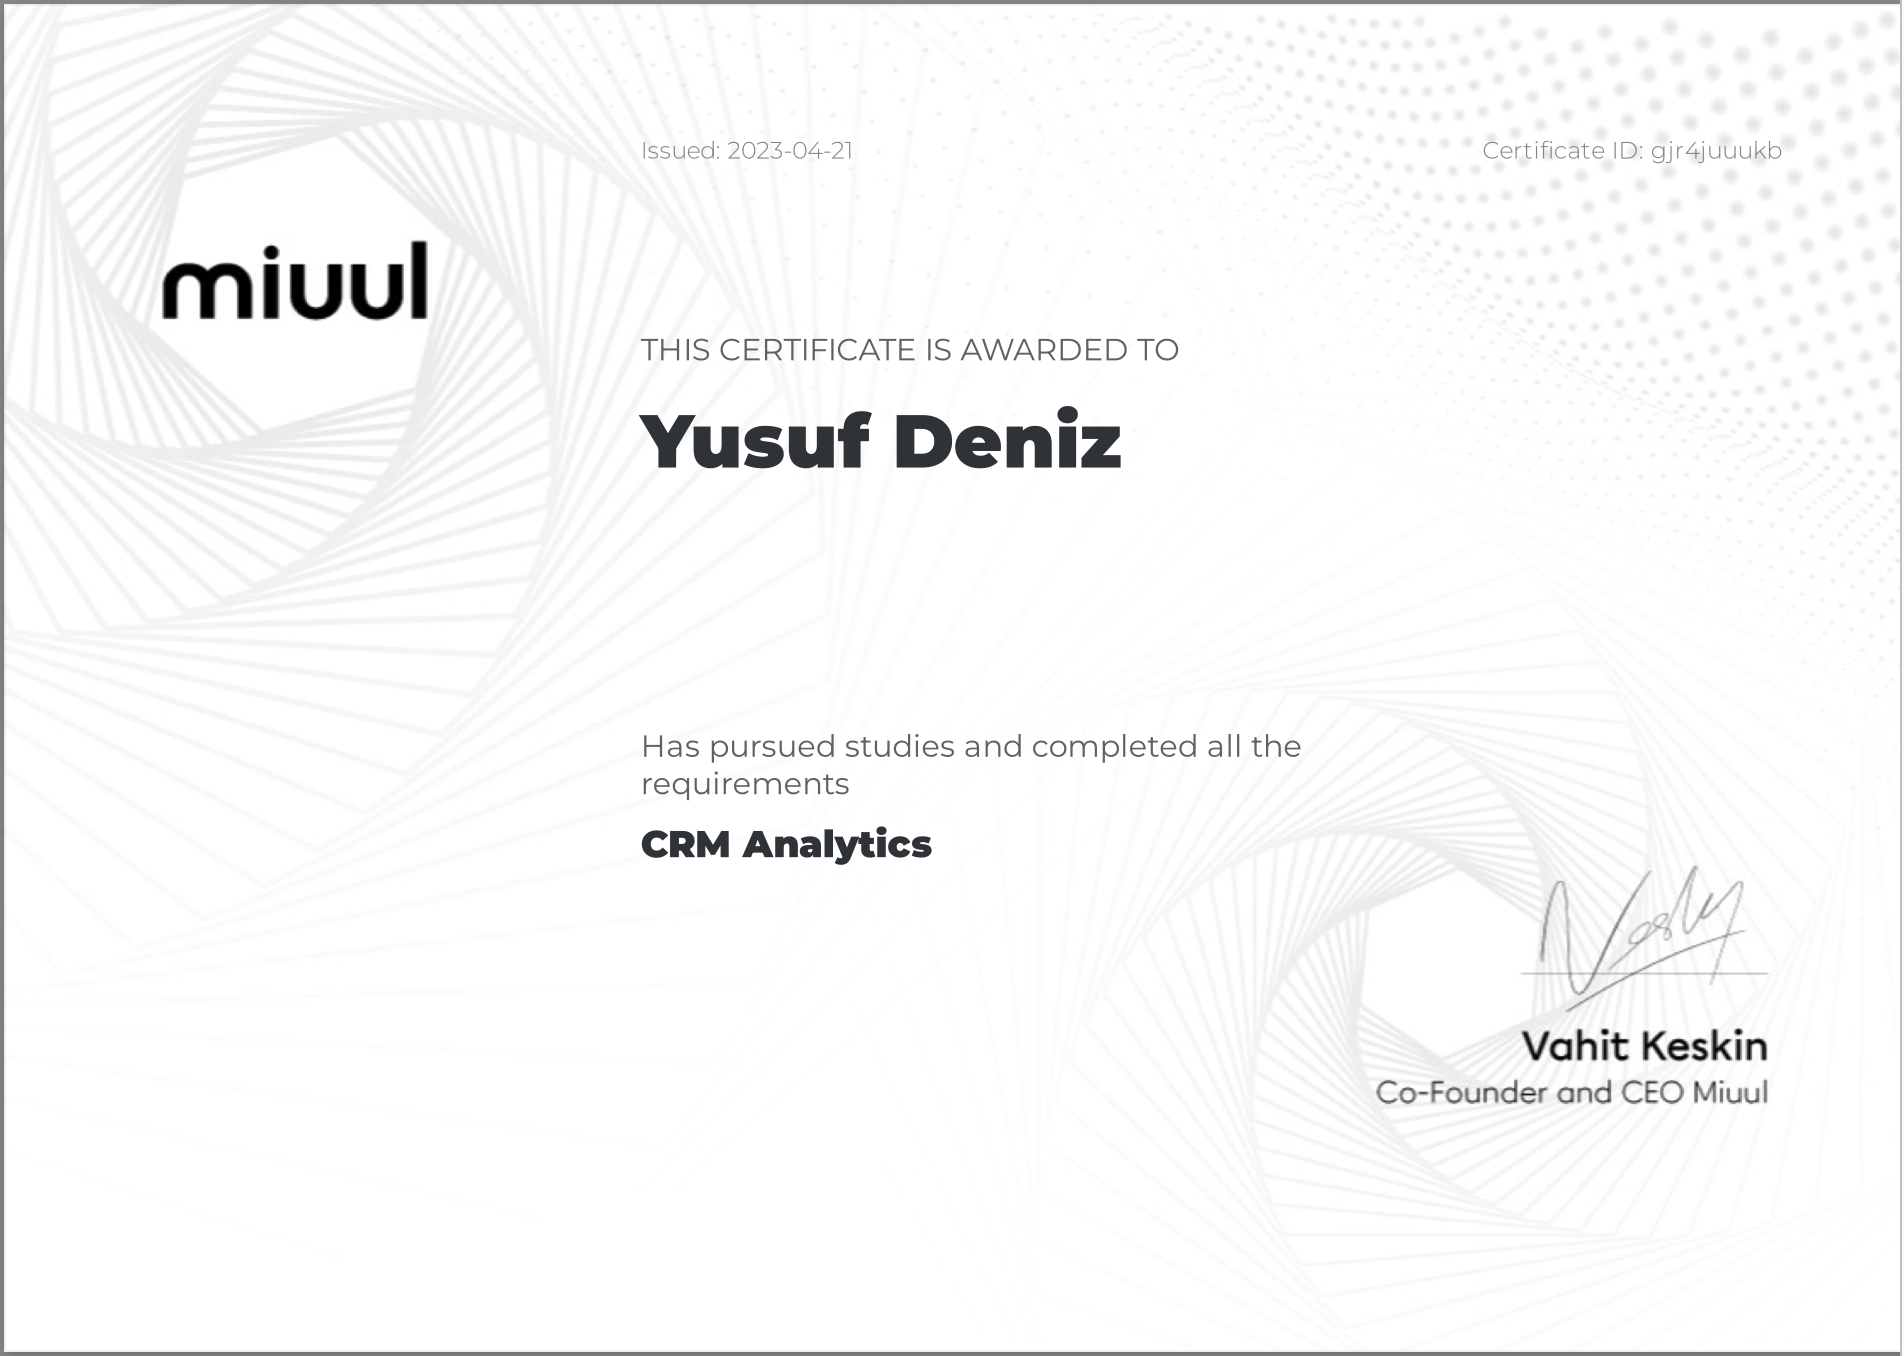 Issued: 2023-04-21
Certificate ID: gjr4juuukb
miuul
THIS CERTIFICATE IS AWARDED TO
Yusuf Deniz
Has pursued studies and completed all the
requirements
CRM Analytics
Vahit Keskin
Co-Founder and CEO Miuul